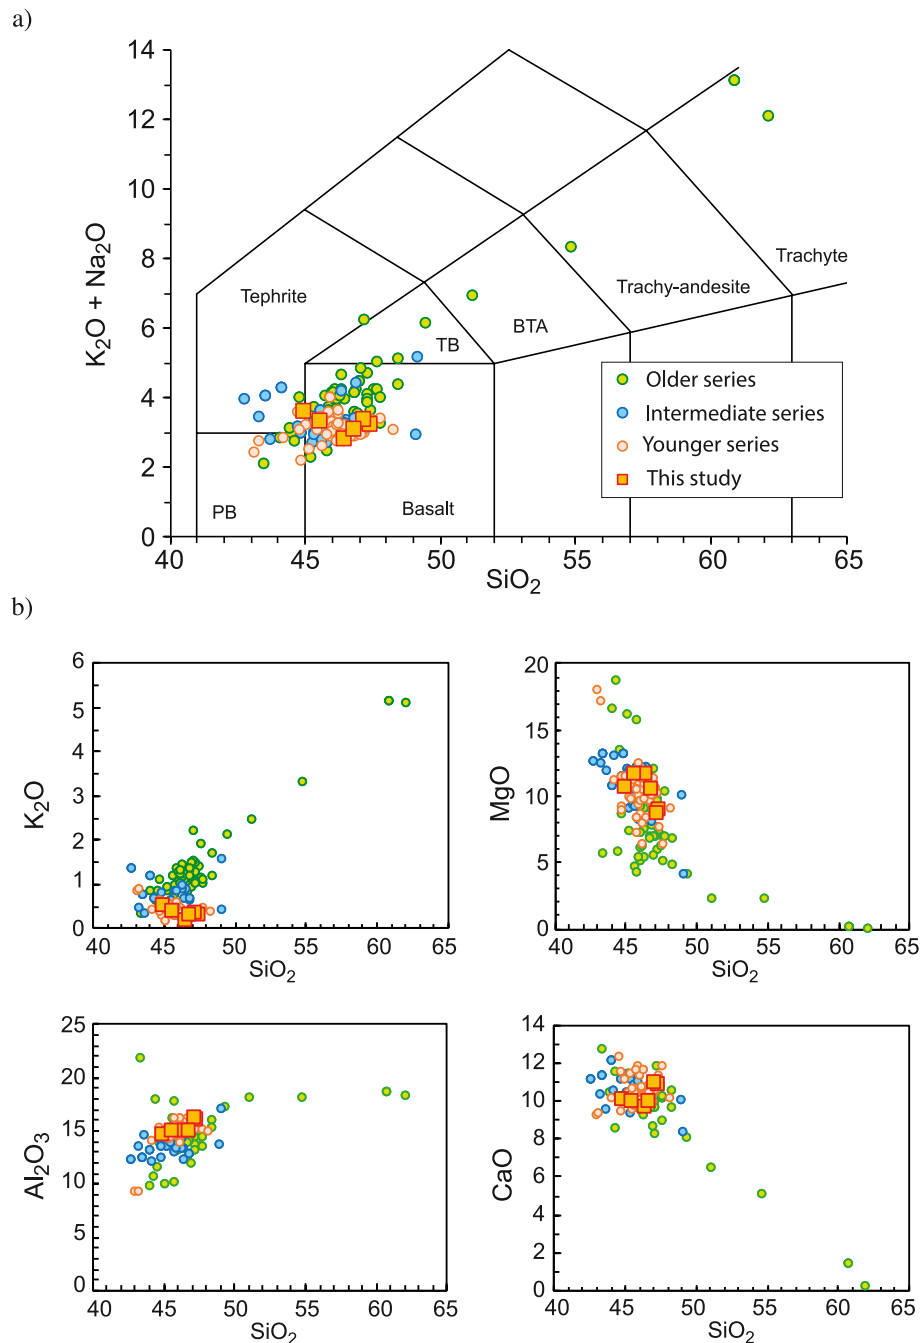 a)
14
12
10
8
6
4
2
0
K₂O + Na₂O
Tephrite
TB
BTA
Trachy-andesite
Trachyte
PB
Basalt
Older series
Intermediate series
Younger series
This study
40 45 50 55 60 65
SiO₂
b)
6
5
4
3
2
1
0
K₂O
40 45 50 55 60 65
SiO₂
20
15
10
5
0
MgO
40 45 50 55 60 65
SiO₂
25
20
15
10
5
0
Al₂O₃
40 45 50 55 60 65
SiO₂
14
12
10
8
6
4
2
0
CaO
40 45 50 55 60 65
SiO₂